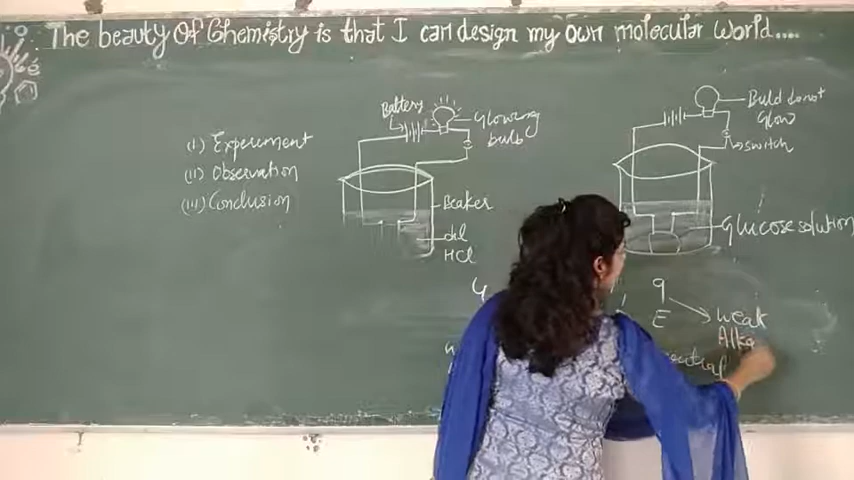 The beauty Of Chemistry is that I can design my own molecular world....
(i) Experiment
(ii) Observation
(iii) Conclusion
Battery
Glowing
bulb
Beaker
dil
HCl
Buld donot
Glow
switch
Glucose solution
9
E
weak
Alka
neutral